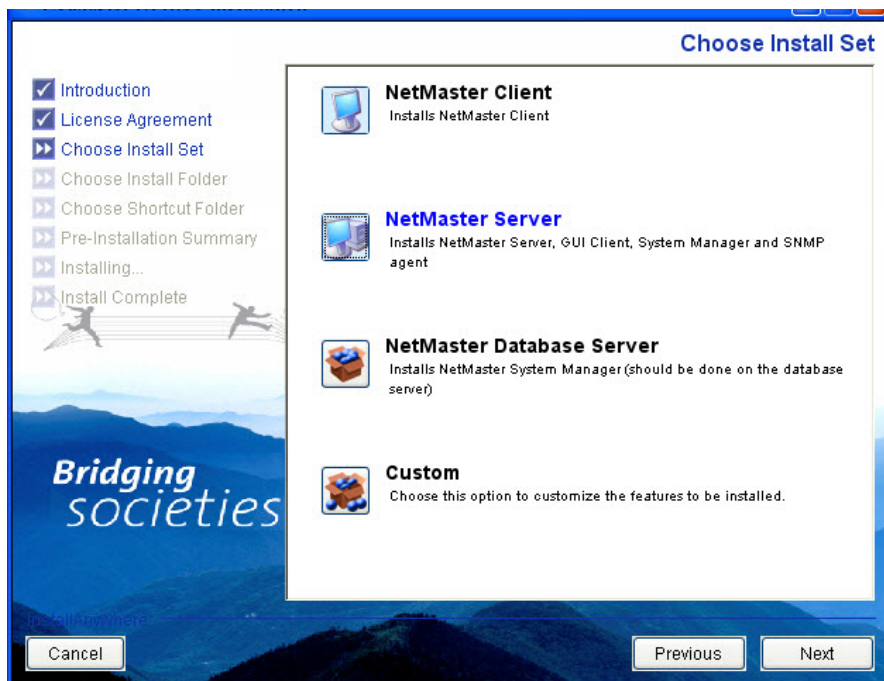 Choose Install Set
Introduction
License Agreement
Choose Install Set
Choose Install Folder
Choose Shortcut Folder
Pre-Installation Summary
Installing...
Install Complete
NetMaster Client
Installs NetMaster Client
NetMaster Server
Installs NetMaster Server, GUI Client, System Manager and SNMP
agent
NetMaster Database Server
Installs NetMaster System Manager (should be done on the database
server)
Custom
Choose this option to customize the features to be installed.
Bridging
societies
InstallAnywhere
Cancel
Previous
Next